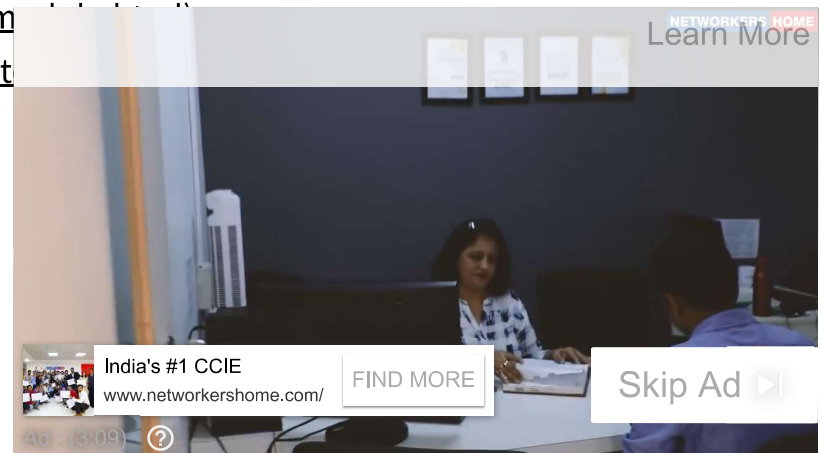 NETWORKERS HOME
Learn More
India's #1 CCIE
www.networkershome.com/
FIND MORE
Skip Ad
Ad : (3:09)
?